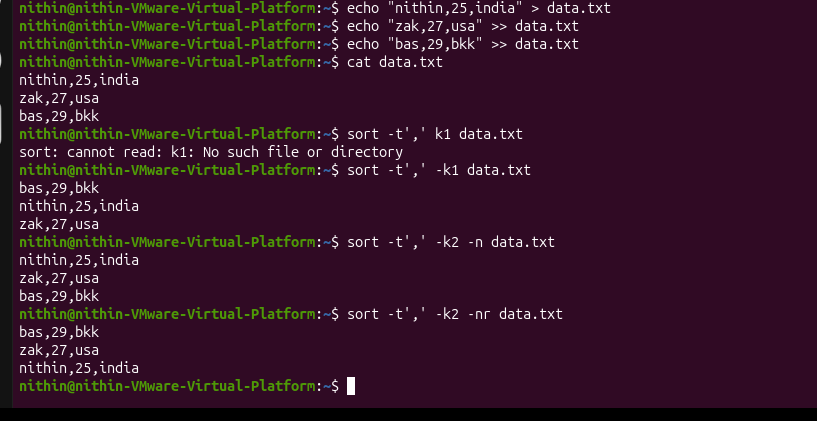 nithin@nithin-VMware-Virtual-Platform:~$ echo "nithin,25,india" > data.txt
nithin@nithin-VMware-Virtual-Platform:~$ echo "zak,27,usa" >> data.txt
nithin@nithin-VMware-Virtual-Platform:~$ echo "bas,29,bkk" >> data.txt
nithin@nithin-VMware-Virtual-Platform:~$ cat data.txt
nithin,25,india
zak,27,usa
bas,29,bkk
nithin@nithin-VMware-Virtual-Platform:~$ sort -t',' k1 data.txt
sort: cannot read: k1: No such file or directory
nithin@nithin-VMware-Virtual-Platform:~$ sort -t',' -k1 data.txt
bas,29,bkk
nithin,25,india
zak,27,usa
nithin@nithin-VMware-Virtual-Platform:~$ sort -t',' -k2 -n data.txt
nithin,25,india
zak,27,usa
bas,29,bkk
nithin@nithin-VMware-Virtual-Platform:~$ sort -t',' -k2 -nr data.txt
bas,29,bkk
zak,27,usa
nithin,25,india
nithin@nithin-VMware-Virtual-Platform:~$